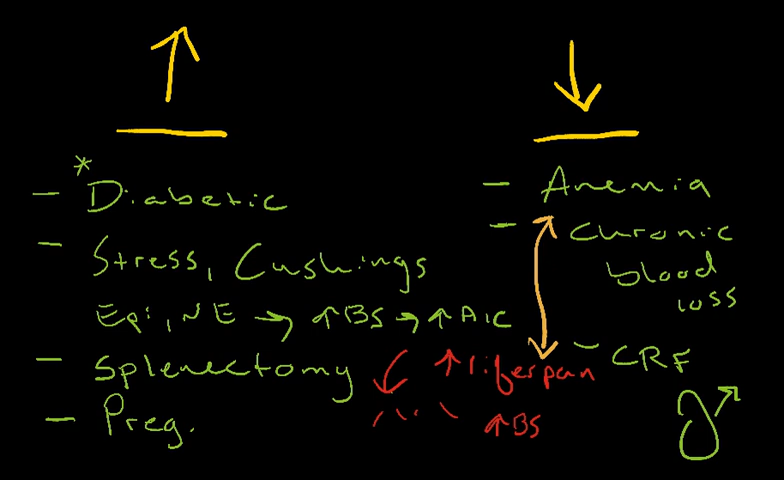 ↑
* Diabetic
- Stress, Cushings
Epi, NE → ↑BS → ↑A1C
- Splenectomy ↑lifespan
- Preg. ↑BS
↓
- Anemia
- Chronic
blood
loss
- CRF